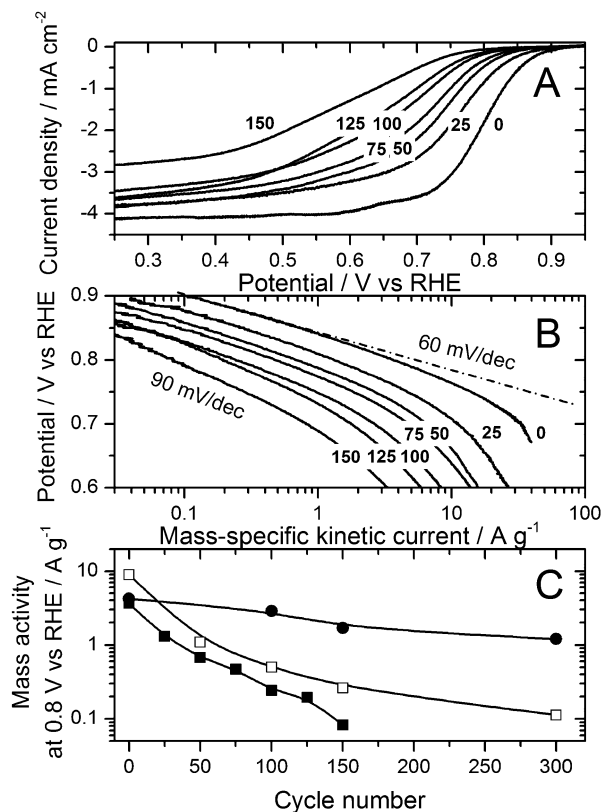 0
-1
-2
-3
-4
Current density / mA cm⁻²
A
150
125
100
75
50
25
0
0.3 0.4 0.5 0.6 0.7 0.8 0.9
Potential / V vs RHE
0.9
0.8
0.7
0.6
Potential / V vs RHE
B
60 mV/dec
90 mV/dec
150 125 100 75 50 25 0
0.1 1 10 100
Mass-specific kinetic current / A g⁻¹
10
1
0.1
Mass activity
at 0.8 V vs RHE / A g⁻¹
C
0 50 100 150 200 250 300
Cycle number